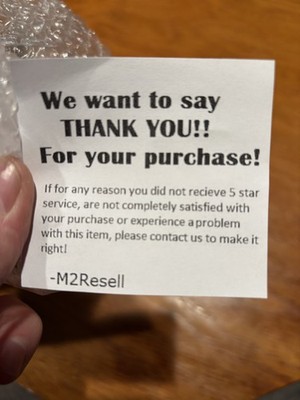 We want to say
THANK YOU!!
For your purchase!
If for any reason you did not recieve 5 star
service, are not completely satisfied with
your purchase or experience a problem
with this item, please contact us to make it
right!
-M2Resell